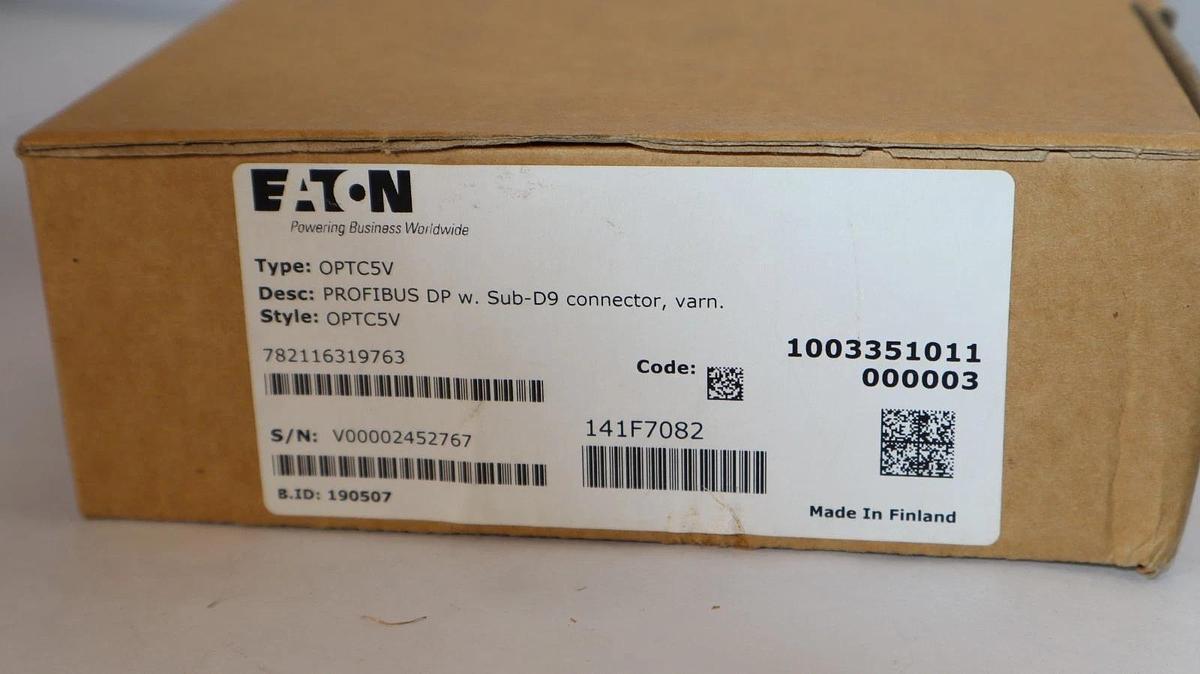 EATON
Powering Business Worldwide
Type: OPTC5V
Desc: PROFIBUS DP w. Sub-D9 connector, varn.
Style: OPTC5V
782116319763
Code:
1003351011
000003
S/N: V00002452767
141F7082
B.ID: 190507
Made In Finland